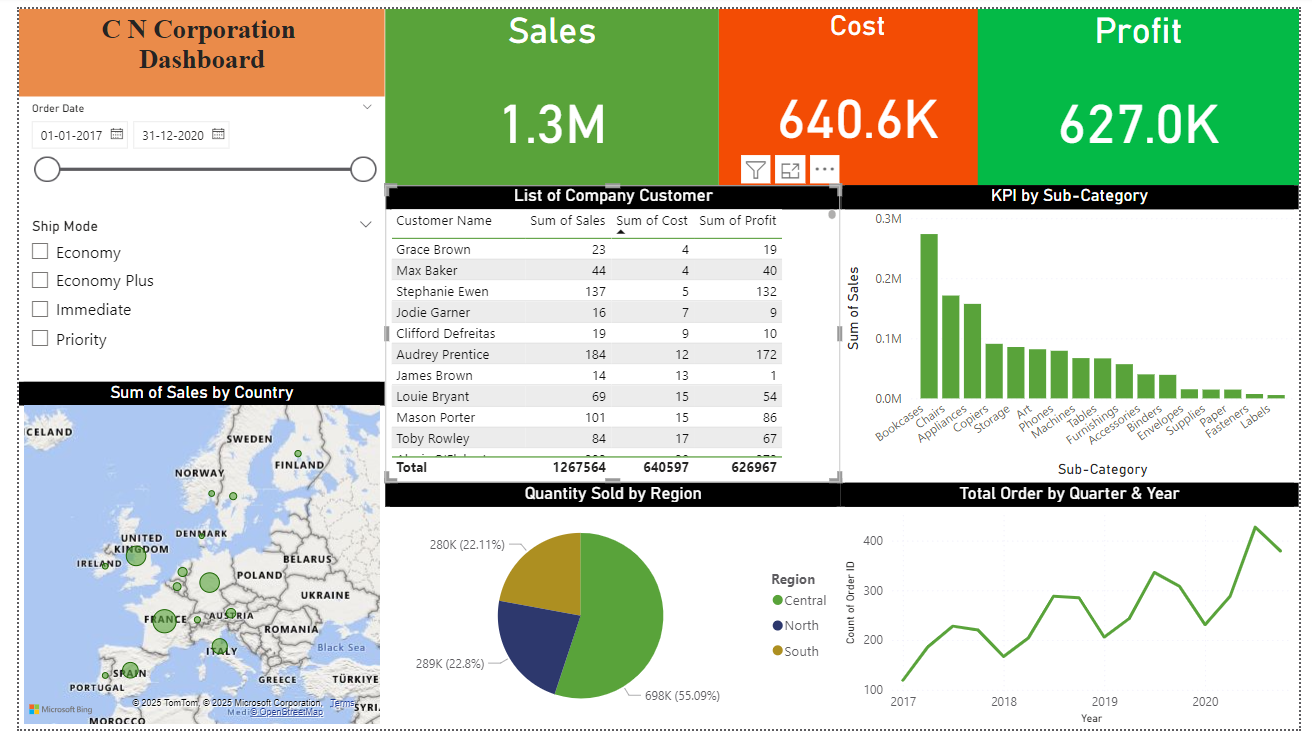 C N Corporation
Dashboard
Sales
1.3M
Cost
640.6K
Profit
627.0K
Order Date
01-01-2017
31-12-2020
Ship Mode
Economy
Economy Plus
Immediate
Priority
List of Company Customer
Customer Name Sum of Sales Sum of Cost Sum of Profit
Grace Brown 23 4 19
Max Baker 44 4 40
Stephanie Ewen 137 5 132
Jodie Garner 16 7 9
Clifford Defreitas 19 9 10
Audrey Prentice 184 12 172
James Brown 14 13 1
Louie Bryant 69 15 54
Mason Porter 101 15 86
Toby Rowley 84 17 67
Total 1267564 640597 626967
KPI by Sub-Category
Sum of Sales
0.3M
0.2M
0.1M
0.0M
Bookcases
Chairs
Appliances
Copiers
Storage
Art
Phones
Machines
Tables
Furnishings
Accessories
Binders
Envelopes
Supplies
Paper
Fasteners
Labels
Sub-Category
Sum of Sales by Country
ICELAND
SWEDEN
FINLAND
NORWAY
UNITED
KINGDOM
DENMARK
IRELAND
BELARUS
POLAND
UKRAINE
FRANCE
AUSTRIA
ROMANIA
ITALY
Black Sea
SPAIN
PORTUGAL
GREECE
TÜRKİYE
MOROCCO
SYRI
Medi
Microsoft Bing
© 2025 TomTom, © 2025 Microsoft Corporation, Terms
© OpenStreetMap
Quantity Sold by Region
280K (22.11%)
289K (22.8%)
698K (55.09%)
Region
Central
North
South
Total Order by Quarter & Year
Count of Order ID
400
300
200
100
2017
2018
2019
2020
Year